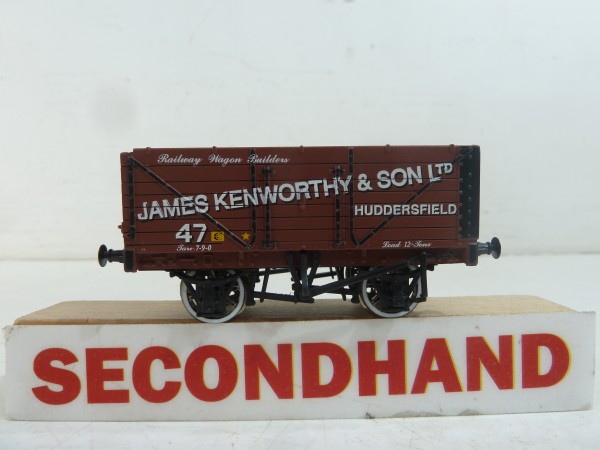 Railway Wagon Builders
JAMES KENWORTHY & SON LTD
HUDDERSFIELD
47
Tare 7-9-0
Load 12-Tons
SECONDHAND